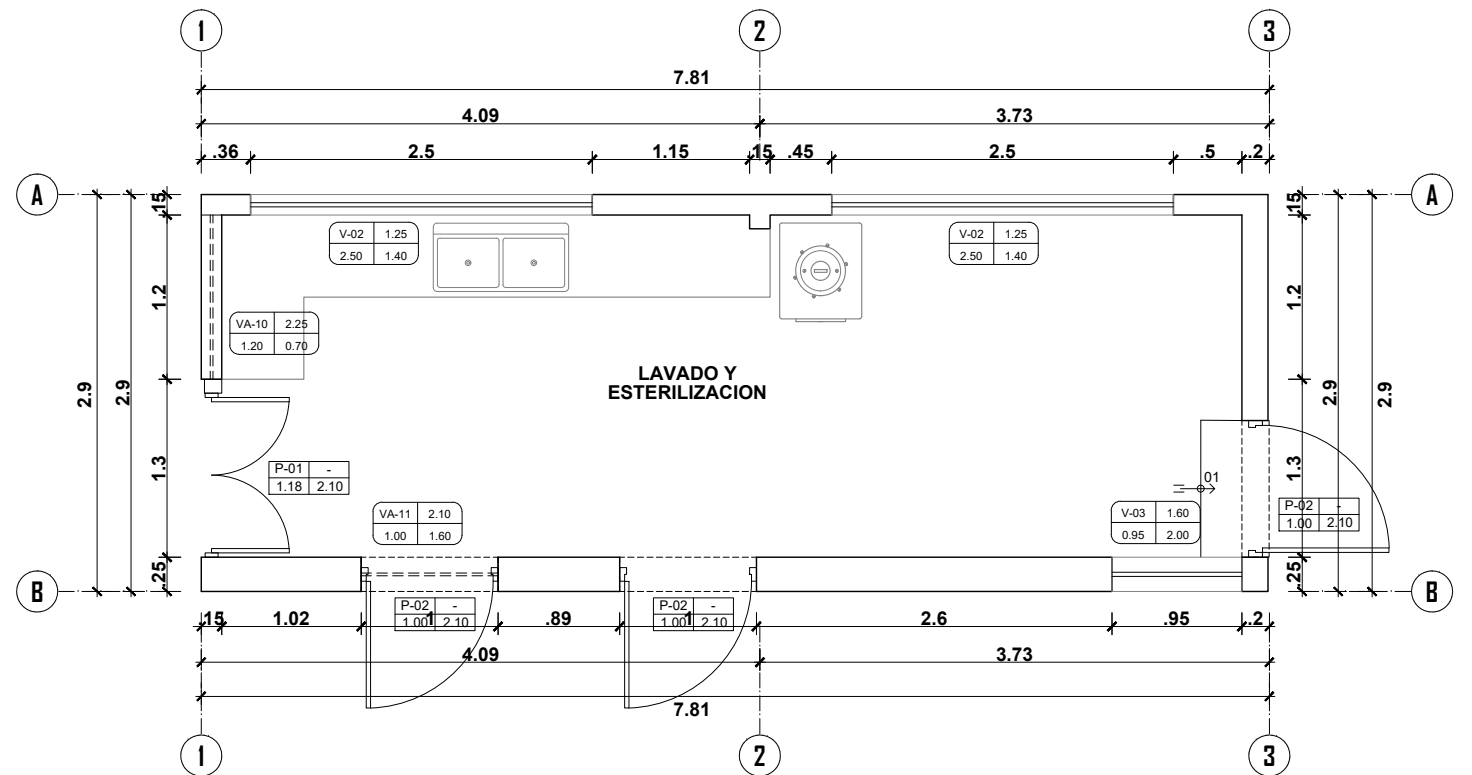 1 2 3
7.81
4.09 3.73
.36 2.5 1.15 .15 .45 2.5 .5 .2
A A
.15 .15
V-02 1.25
2.50 1.40
V-02 1.25
2.50 1.40
1.2 1.2
VA-10 2.25
1.20 0.70
LAVADO Y
ESTERILIZACION
2.9 2.9 2.9 2.9
1.3 1.3
P-01 -
1.18 2.10
01
VA-11 2.10
1.00 1.60
V-03 1.60
0.95 2.00
P-02 -
1.00 2.10
.25 .25
B B
P-02 -
1.00 2.10
P-02 -
1.00 2.10
.15 1.02 1 .89 1 2.6 .95 .2
4.09 3.73
7.81
1 2 3